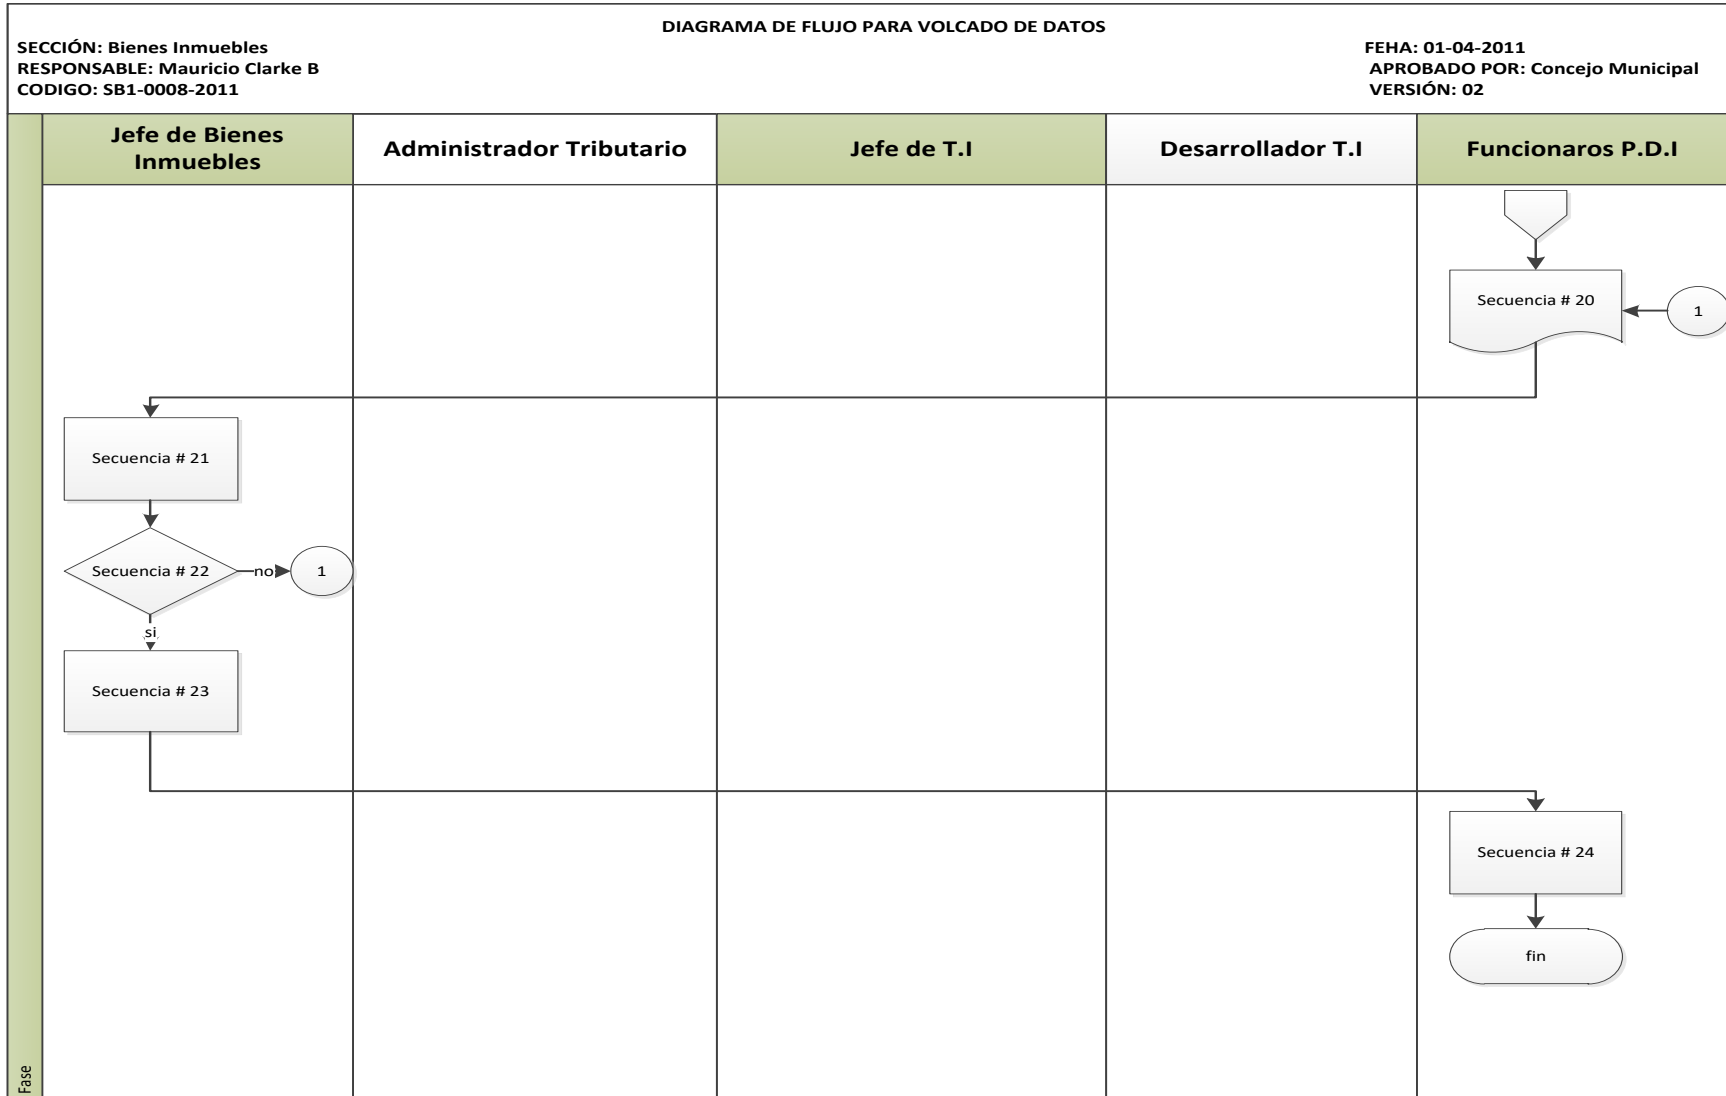 DIAGRAMA DE FLUJO PARA VOLCADO DE DATOS
SECCIÓN: Bienes Inmuebles
RESPONSABLE: Mauricio Clarke B
CODIGO: SB1-0008-2011
FEHA: 01-04-2011
APROBADO POR: Concejo Municipal
VERSIÓN: 02
Jefe de Bienes
Inmuebles
Administrador Tributario
Jefe de T.I
Desarrollador T.I
Funcionaros P.D.I
Secuencia # 20
1
Secuencia # 21
Secuencia # 22
no
1
si
Secuencia # 23
Secuencia # 24
fin
Fase